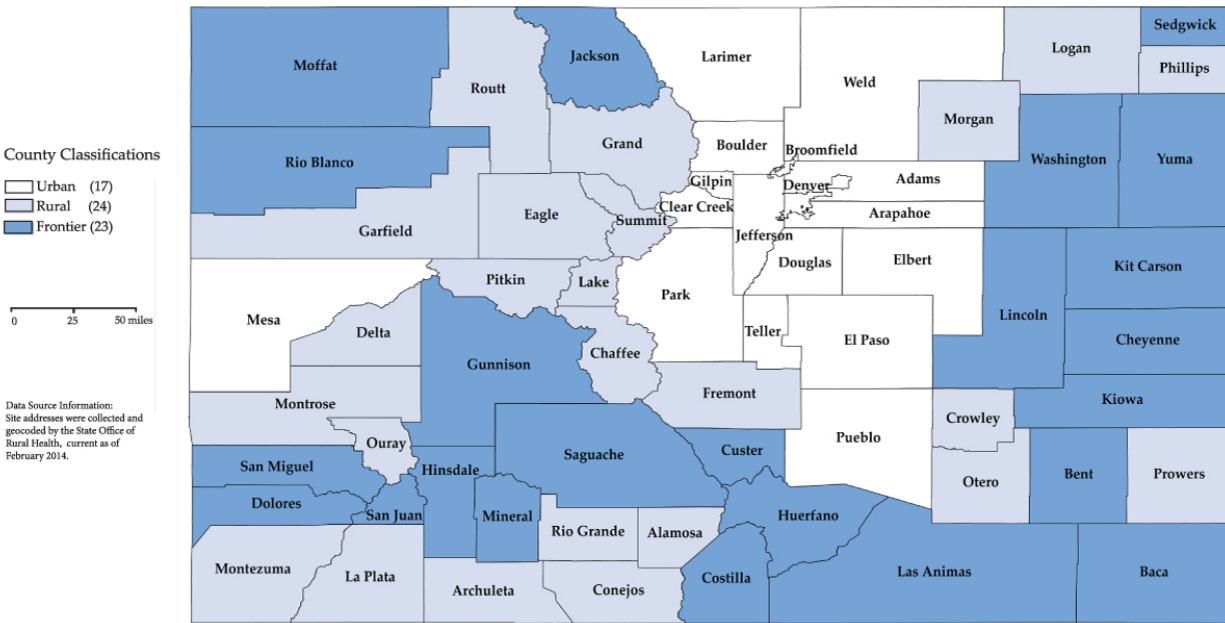 County Classifications
Urban (17)
Rural (24)
Frontier (23)
0 25 50 miles
Data Source Information:
Site addresses were collected and
geocoded by the State Office of
Rural Health, current as of
February 2014.
Moffat
Routt
Jackson
Larimer
Weld
Logan
Sedgwick
Phillips
Morgan
Rio Blanco
Grand
Boulder
Broomfield
Washington
Yuma
Gilpin
Denver
Adams
Garfield
Eagle
Summit
Clear Creek
Jefferson
Arapahoe
Mesa
Pitkin
Lake
Park
Douglas
Elbert
Kit Carson
Lincoln
Delta
Gunnison
Chaffee
Teller
El Paso
Cheyenne
Montrose
Fremont
Crowley
Kiowa
Ouray
Pueblo
San Miguel
Hinsdale
Saguache
Custer
Otero
Bent
Prowers
Dolores
San Juan
Mineral
Rio Grande
Alamosa
Huerfano
Montezuma
La Plata
Archuleta
Conejos
Costilla
Las Animas
Baca